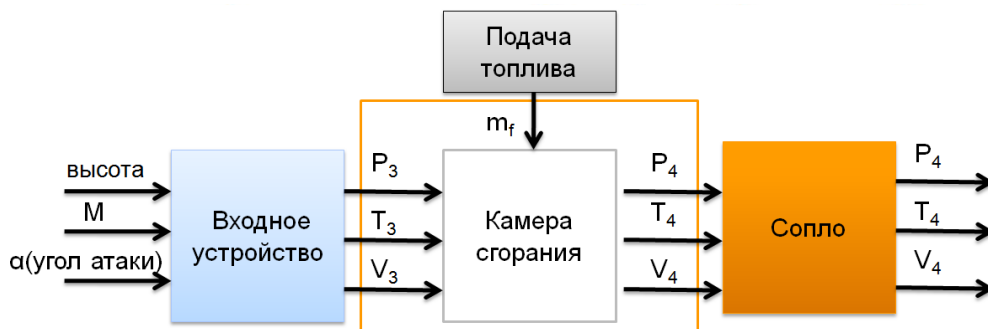 Подача
топлива
m_f
высота
M
α(угол атаки)
Входное
устройство
P₃
T₃
V₃
Камера
сгорания
P₄
T₄
V₄
Сопло
P₄
T₄
V₄